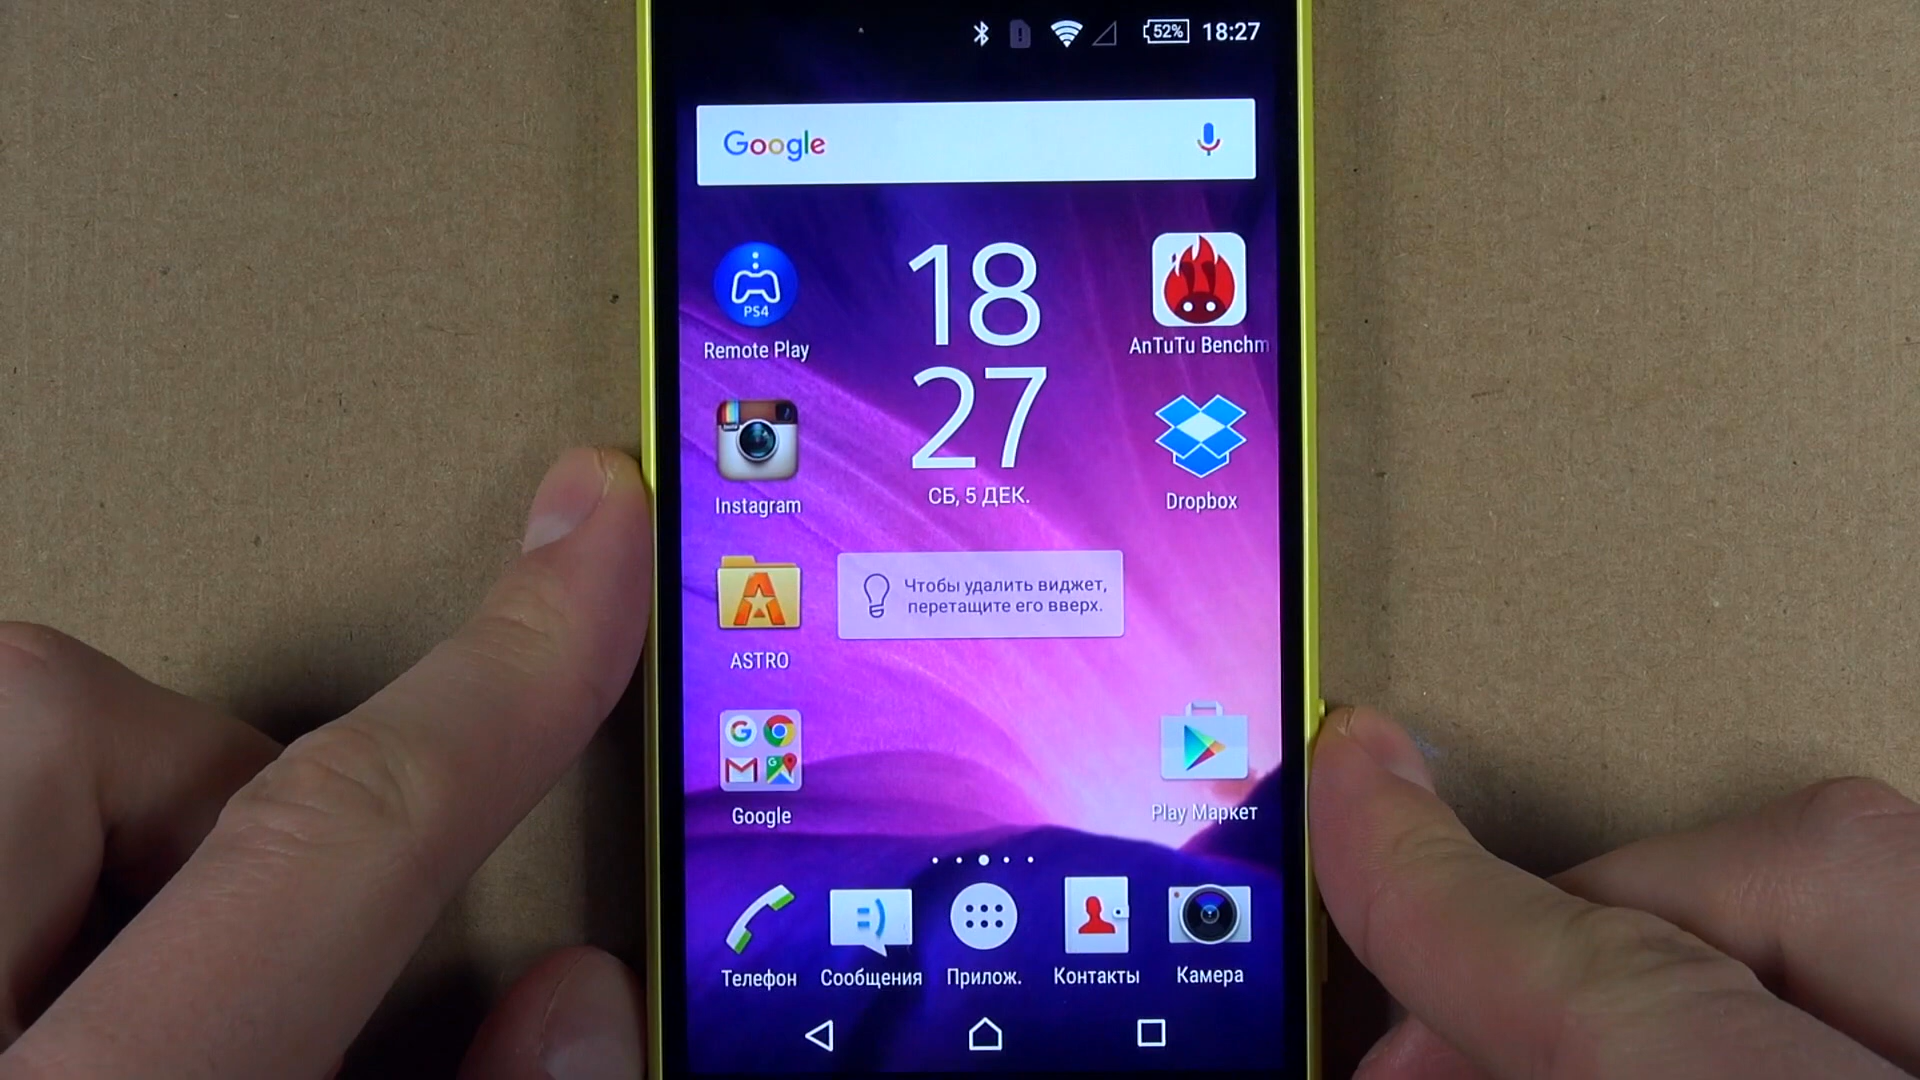 52% 18:27
Google
18
27
СБ, 5 ДЕК.
PS4
Remote Play
AnTuTu Benchm
Instagram
Dropbox
Чтобы удалить виджет,
перетащите его вверх.
ASTRO
Google
Play Маркет
Телефон Сообщения Прилож. Контакты Камера